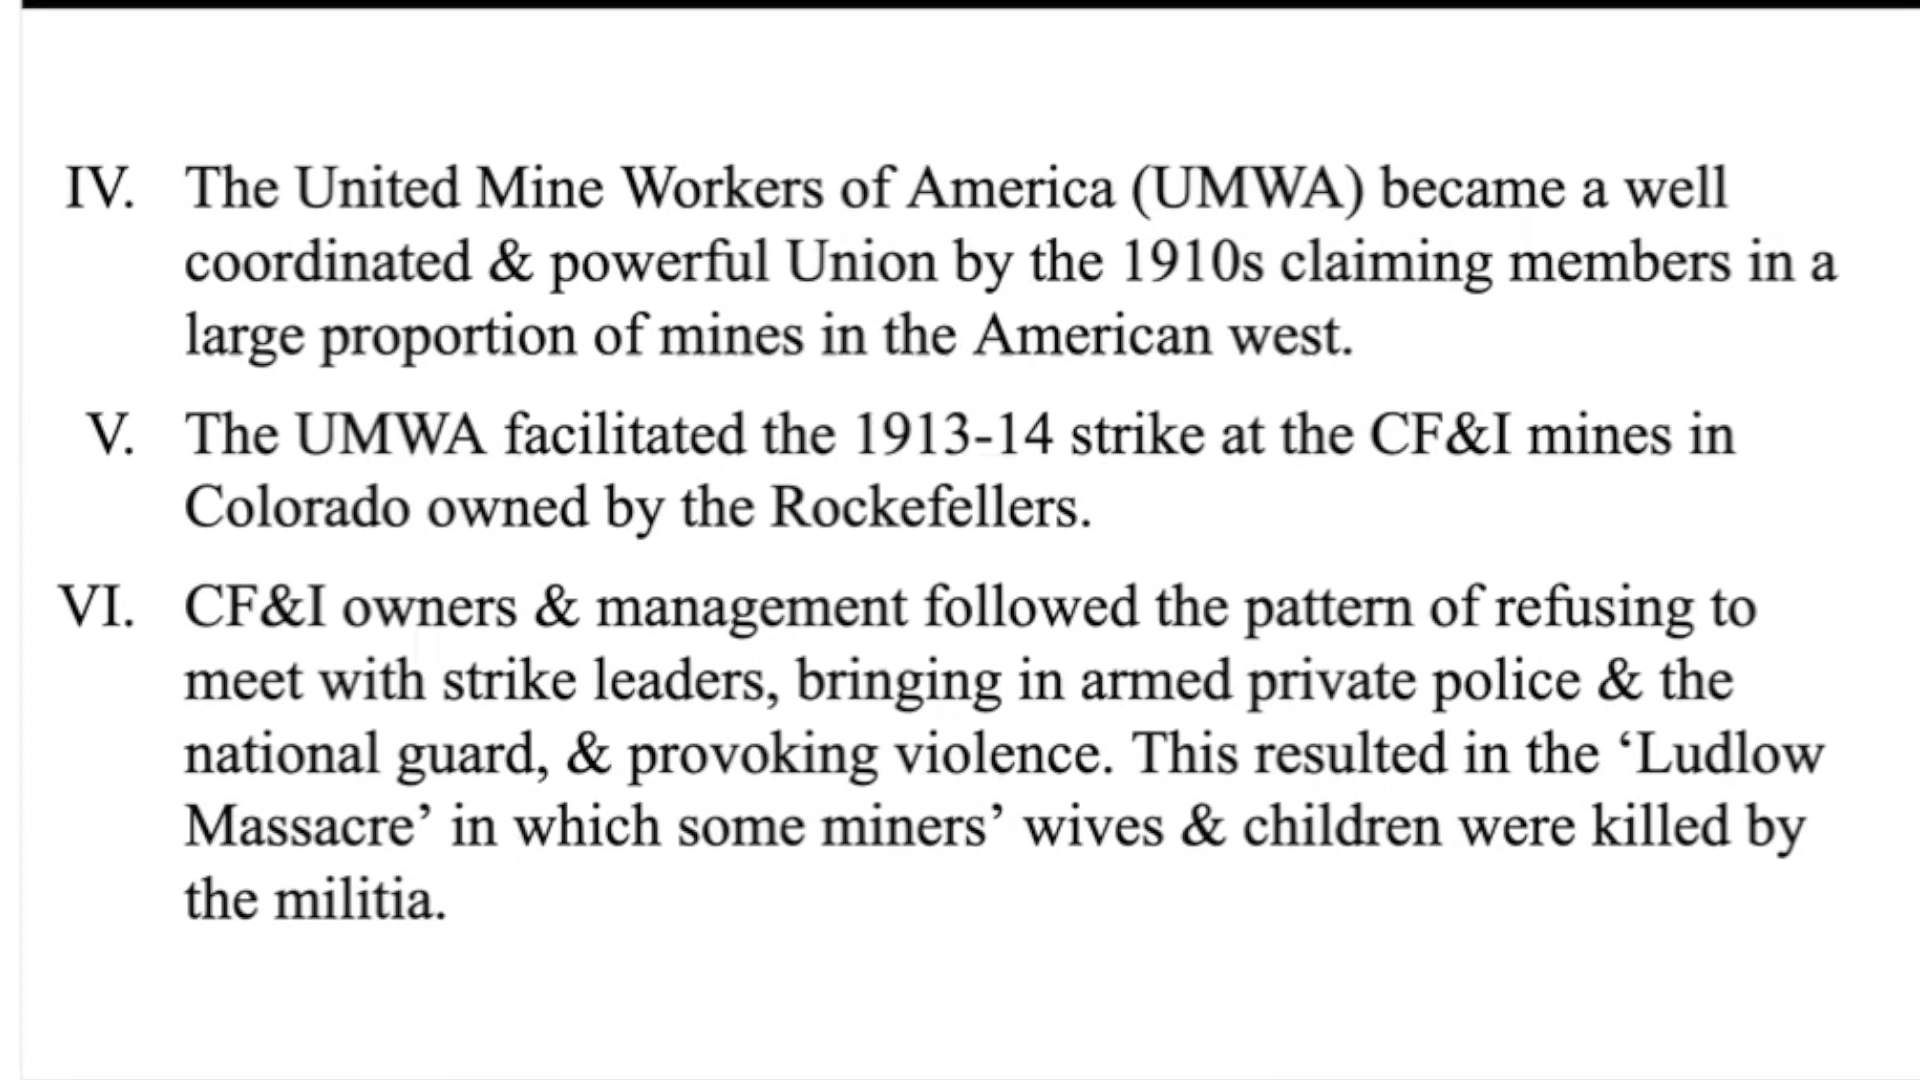 IV. The United Mine Workers of America (UMWA) became a well
coordinated & powerful Union by the 1910s claiming members in a
large proportion of mines in the American west.
V. The UMWA facilitated the 1913-14 strike at the CF&I mines in
Colorado owned by the Rockefellers.
VI. CF&I owners & management followed the pattern of refusing to
meet with strike leaders, bringing in armed private police & the
national guard, & provoking violence. This resulted in the ‘Ludlow
Massacre’ in which some miners’ wives & children were killed by
the militia.